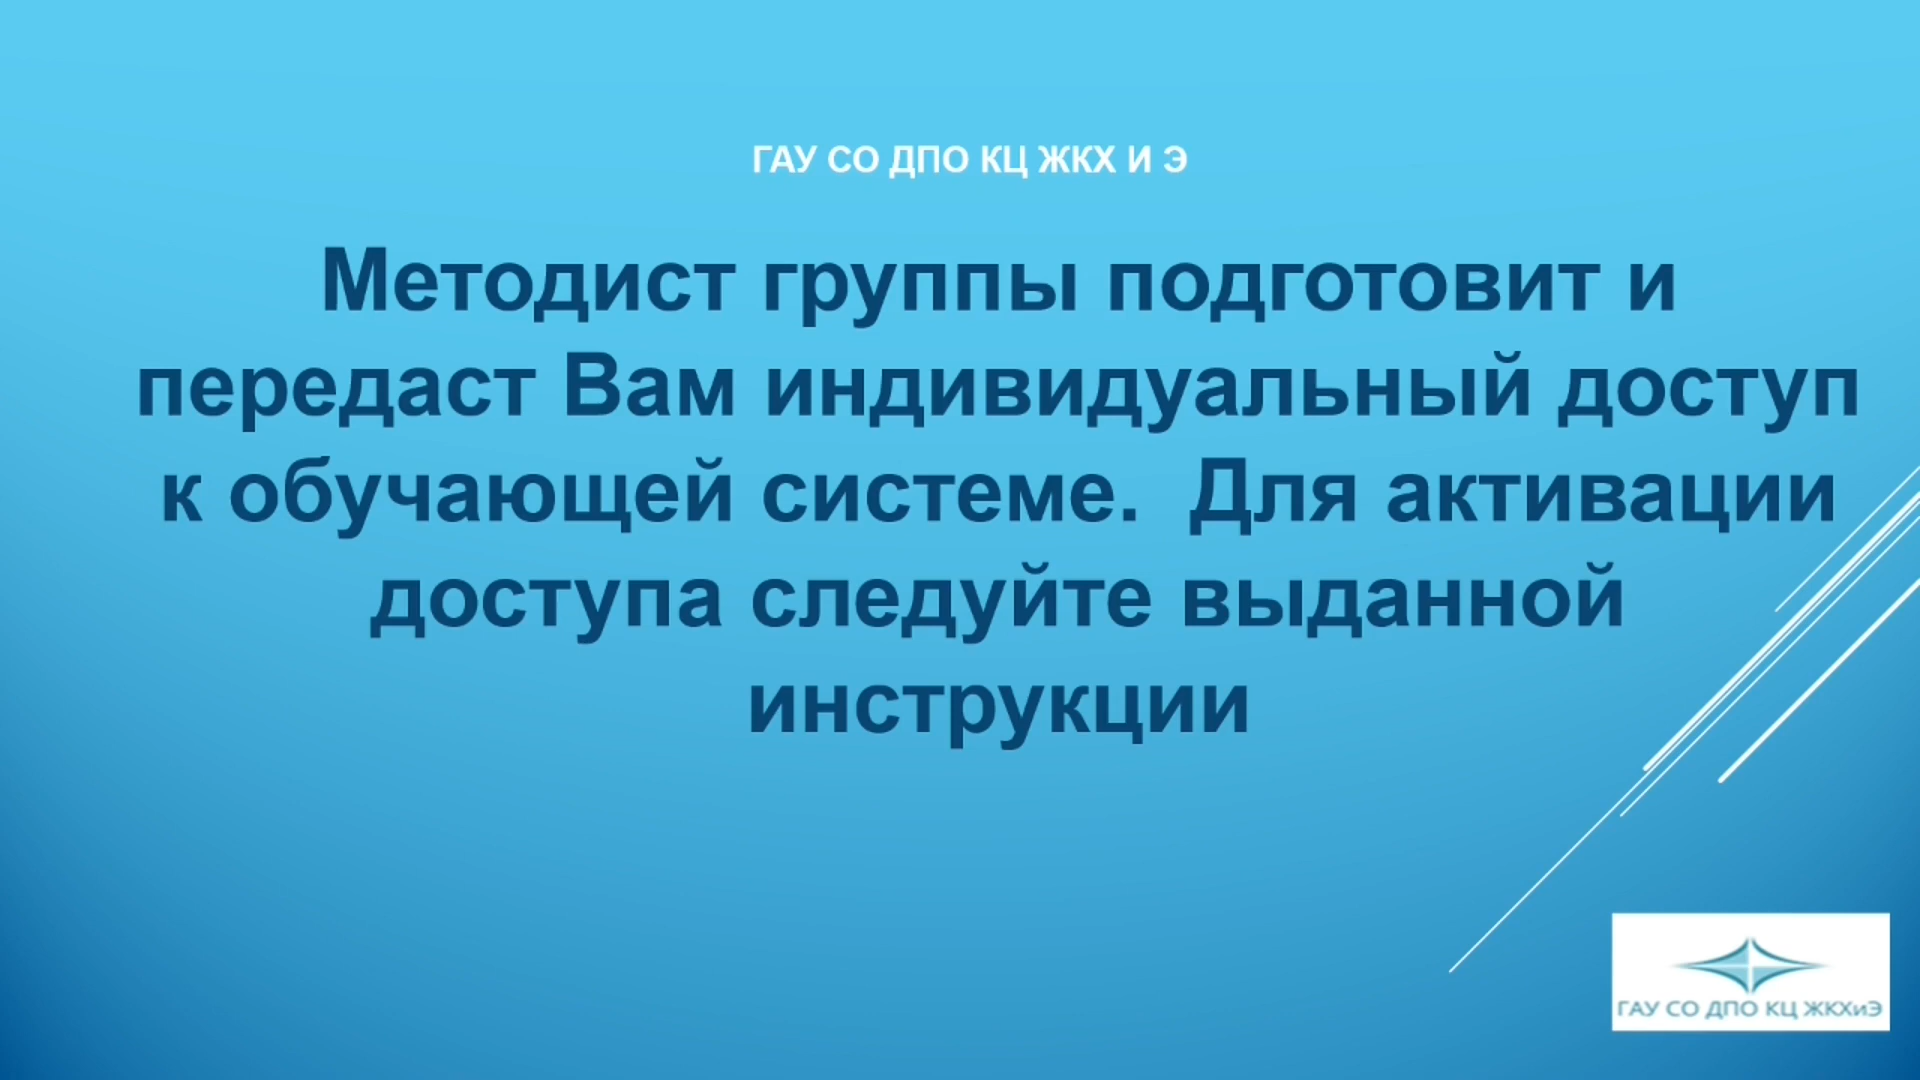 ГАУ СО ДПО КЦ ЖКХ И Э
Методист группы подготовит и
передаст Вам индивидуальный доступ
к обучающей системе. Для активации
доступа следуйте выданной
инструкции
ГАУ СО ДПО КЦ ЖКХиЭ